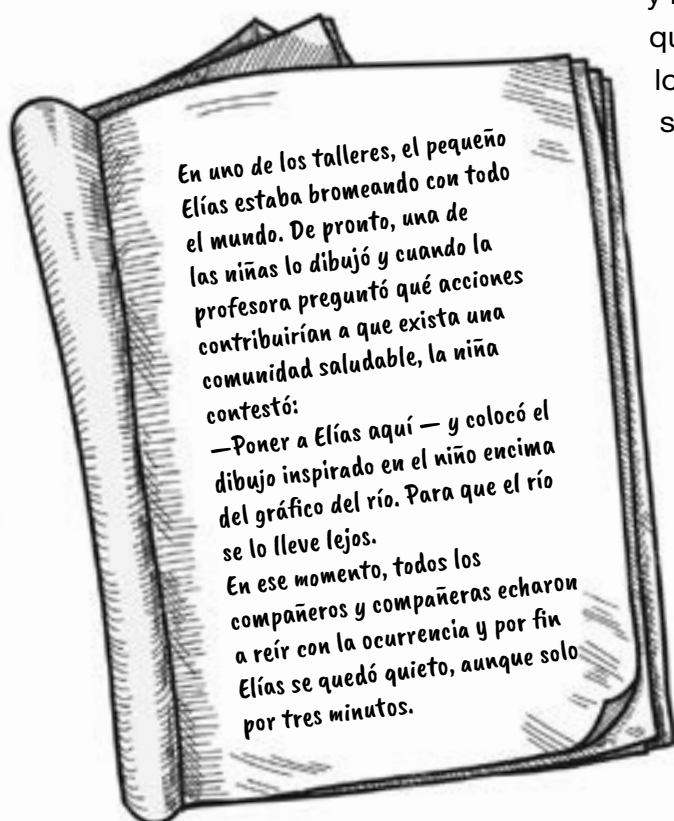 En uno de los talleres, el pequeño
Elías estaba bromeando con todo
el mundo. De pronto, una de
las niñas lo dibujó y cuando la
profesora preguntó qué acciones
contribuirían a que exista una
comunidad saludable, la niña
contestó:
—Poner a Elías aquí — y colocó el
dibujo inspirado en el niño encima
del gráfico del río. Para que el río
se lo lleve lejos.
En ese momento, todos los
compañeros y compañeras echaron
a reír con la ocurrencia y por fin
Elías se quedó quieto, aunque solo
por tres minutos.